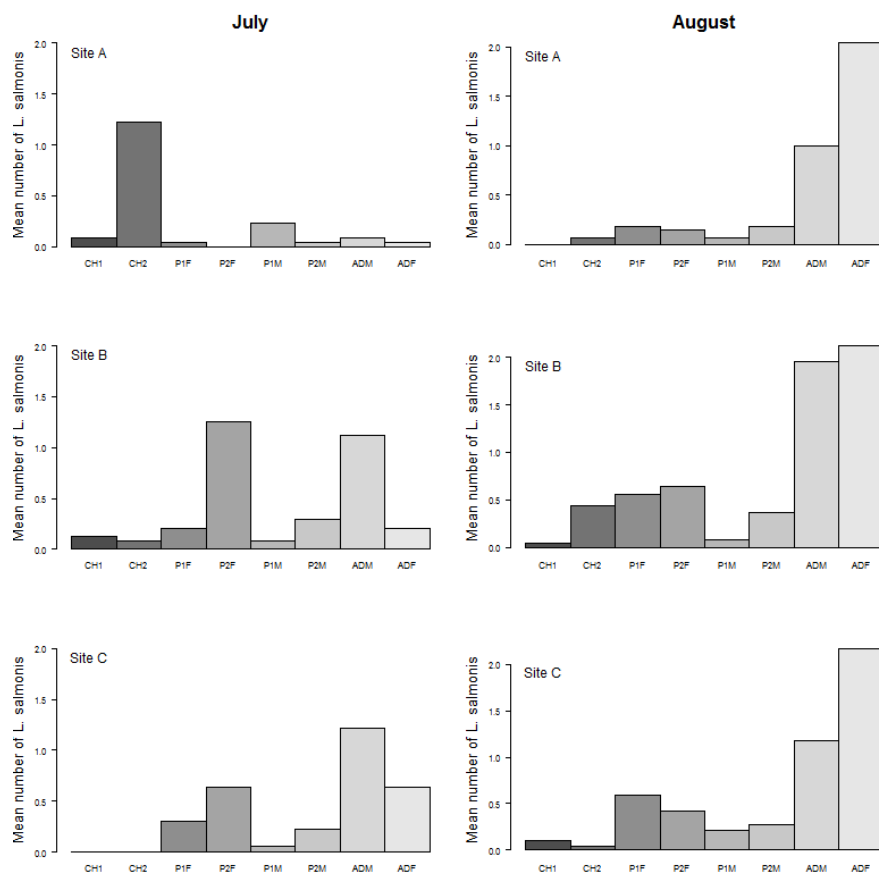 July
August
Site A
Mean number of L. salmonis
2.0
1.5
1.0
0.5
0.0
CH1 CH2 P1F P2F P1M P2M ADM ADF
Site A
Mean number of L. salmonis
2.0
1.5
1.0
0.5
0.0
CH1 CH2 P1F P2F P1M P2M ADM ADF
Site B
Mean number of L. salmonis
2.0
1.5
1.0
0.5
0.0
CH1 CH2 P1F P2F P1M P2M ADM ADF
Site B
Mean number of L. salmonis
2.0
1.5
1.0
0.5
0.0
CH1 CH2 P1F P2F P1M P2M ADM ADF
Site C
Mean number of L. salmonis
2.0
1.5
1.0
0.5
0.0
CH1 CH2 P1F P2F P1M P2M ADM ADF
Site C
Mean number of L. salmonis
2.0
1.5
1.0
0.5
0.0
CH1 CH2 P1F P2F P1M P2M ADM ADF